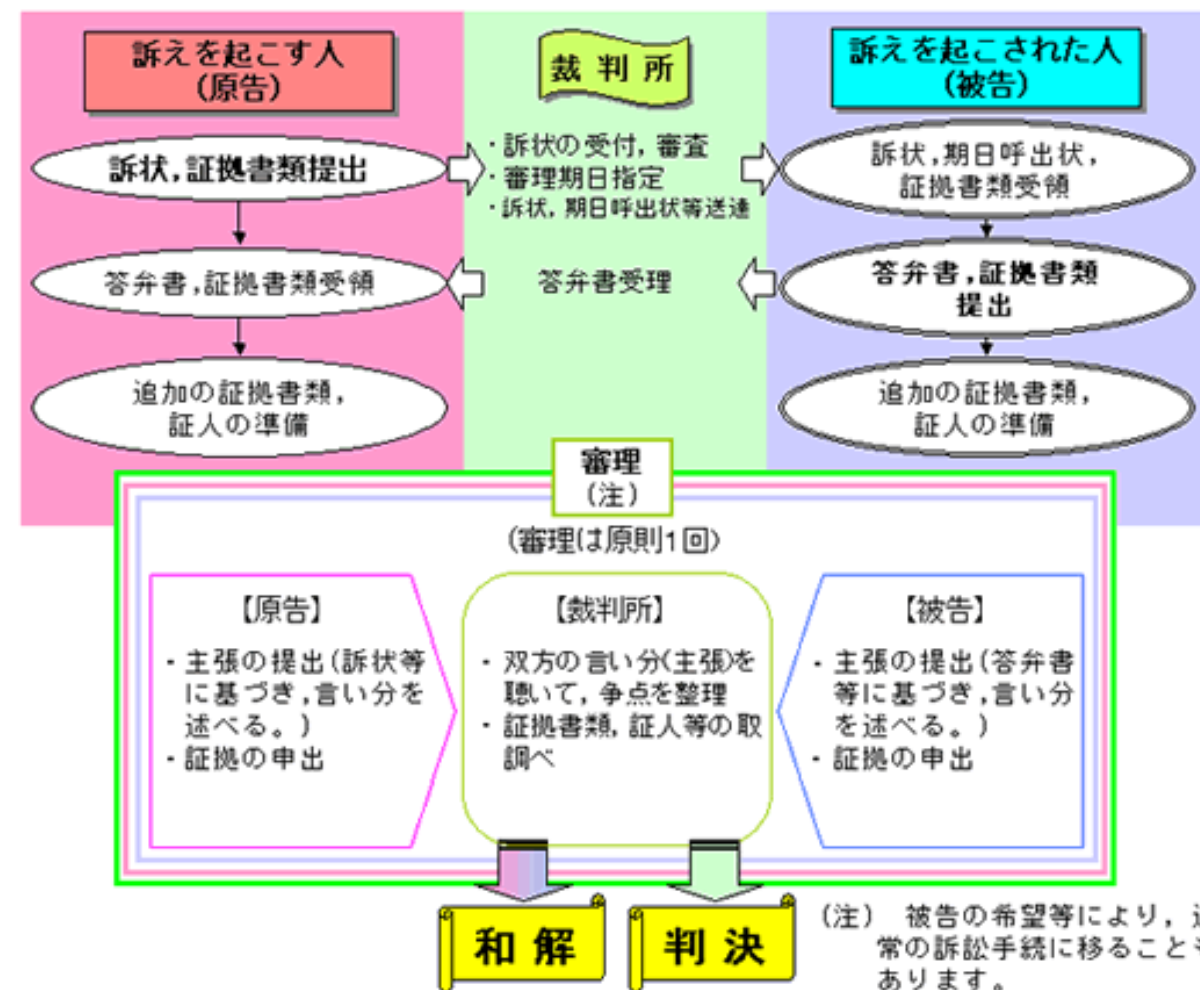 訴えを起こす人
(原告)
裁判所
訴えを起こされた人
(被告)
訴状,証拠書類提出
・訴状の受付,審査
・審理期日指定
・訴状,期日呼出状等送達
訴状,期日呼出状,
証拠書類受領
答弁書,証拠書類受領
答弁書受理
答弁書,証拠書類
提出
追加の証拠書類,
証人の準備
追加の証拠書類,
証人の準備
審理
(注)
(審理は原則1回)
【原告】
・主張の提出(訴状等
に基づき,言い分を
述べる。)
・証拠の申出
【裁判所】
・双方の言い分(主張)を
聴いて,争点を整理
・証拠書類,証人等の取
調べ
【被告】
・主張の提出(答弁書
等に基づき,言い分
を述べる。)
・証拠の申出
和解
判決
(注) 被告の希望等により,
常の訴訟手続に移ること
あります。